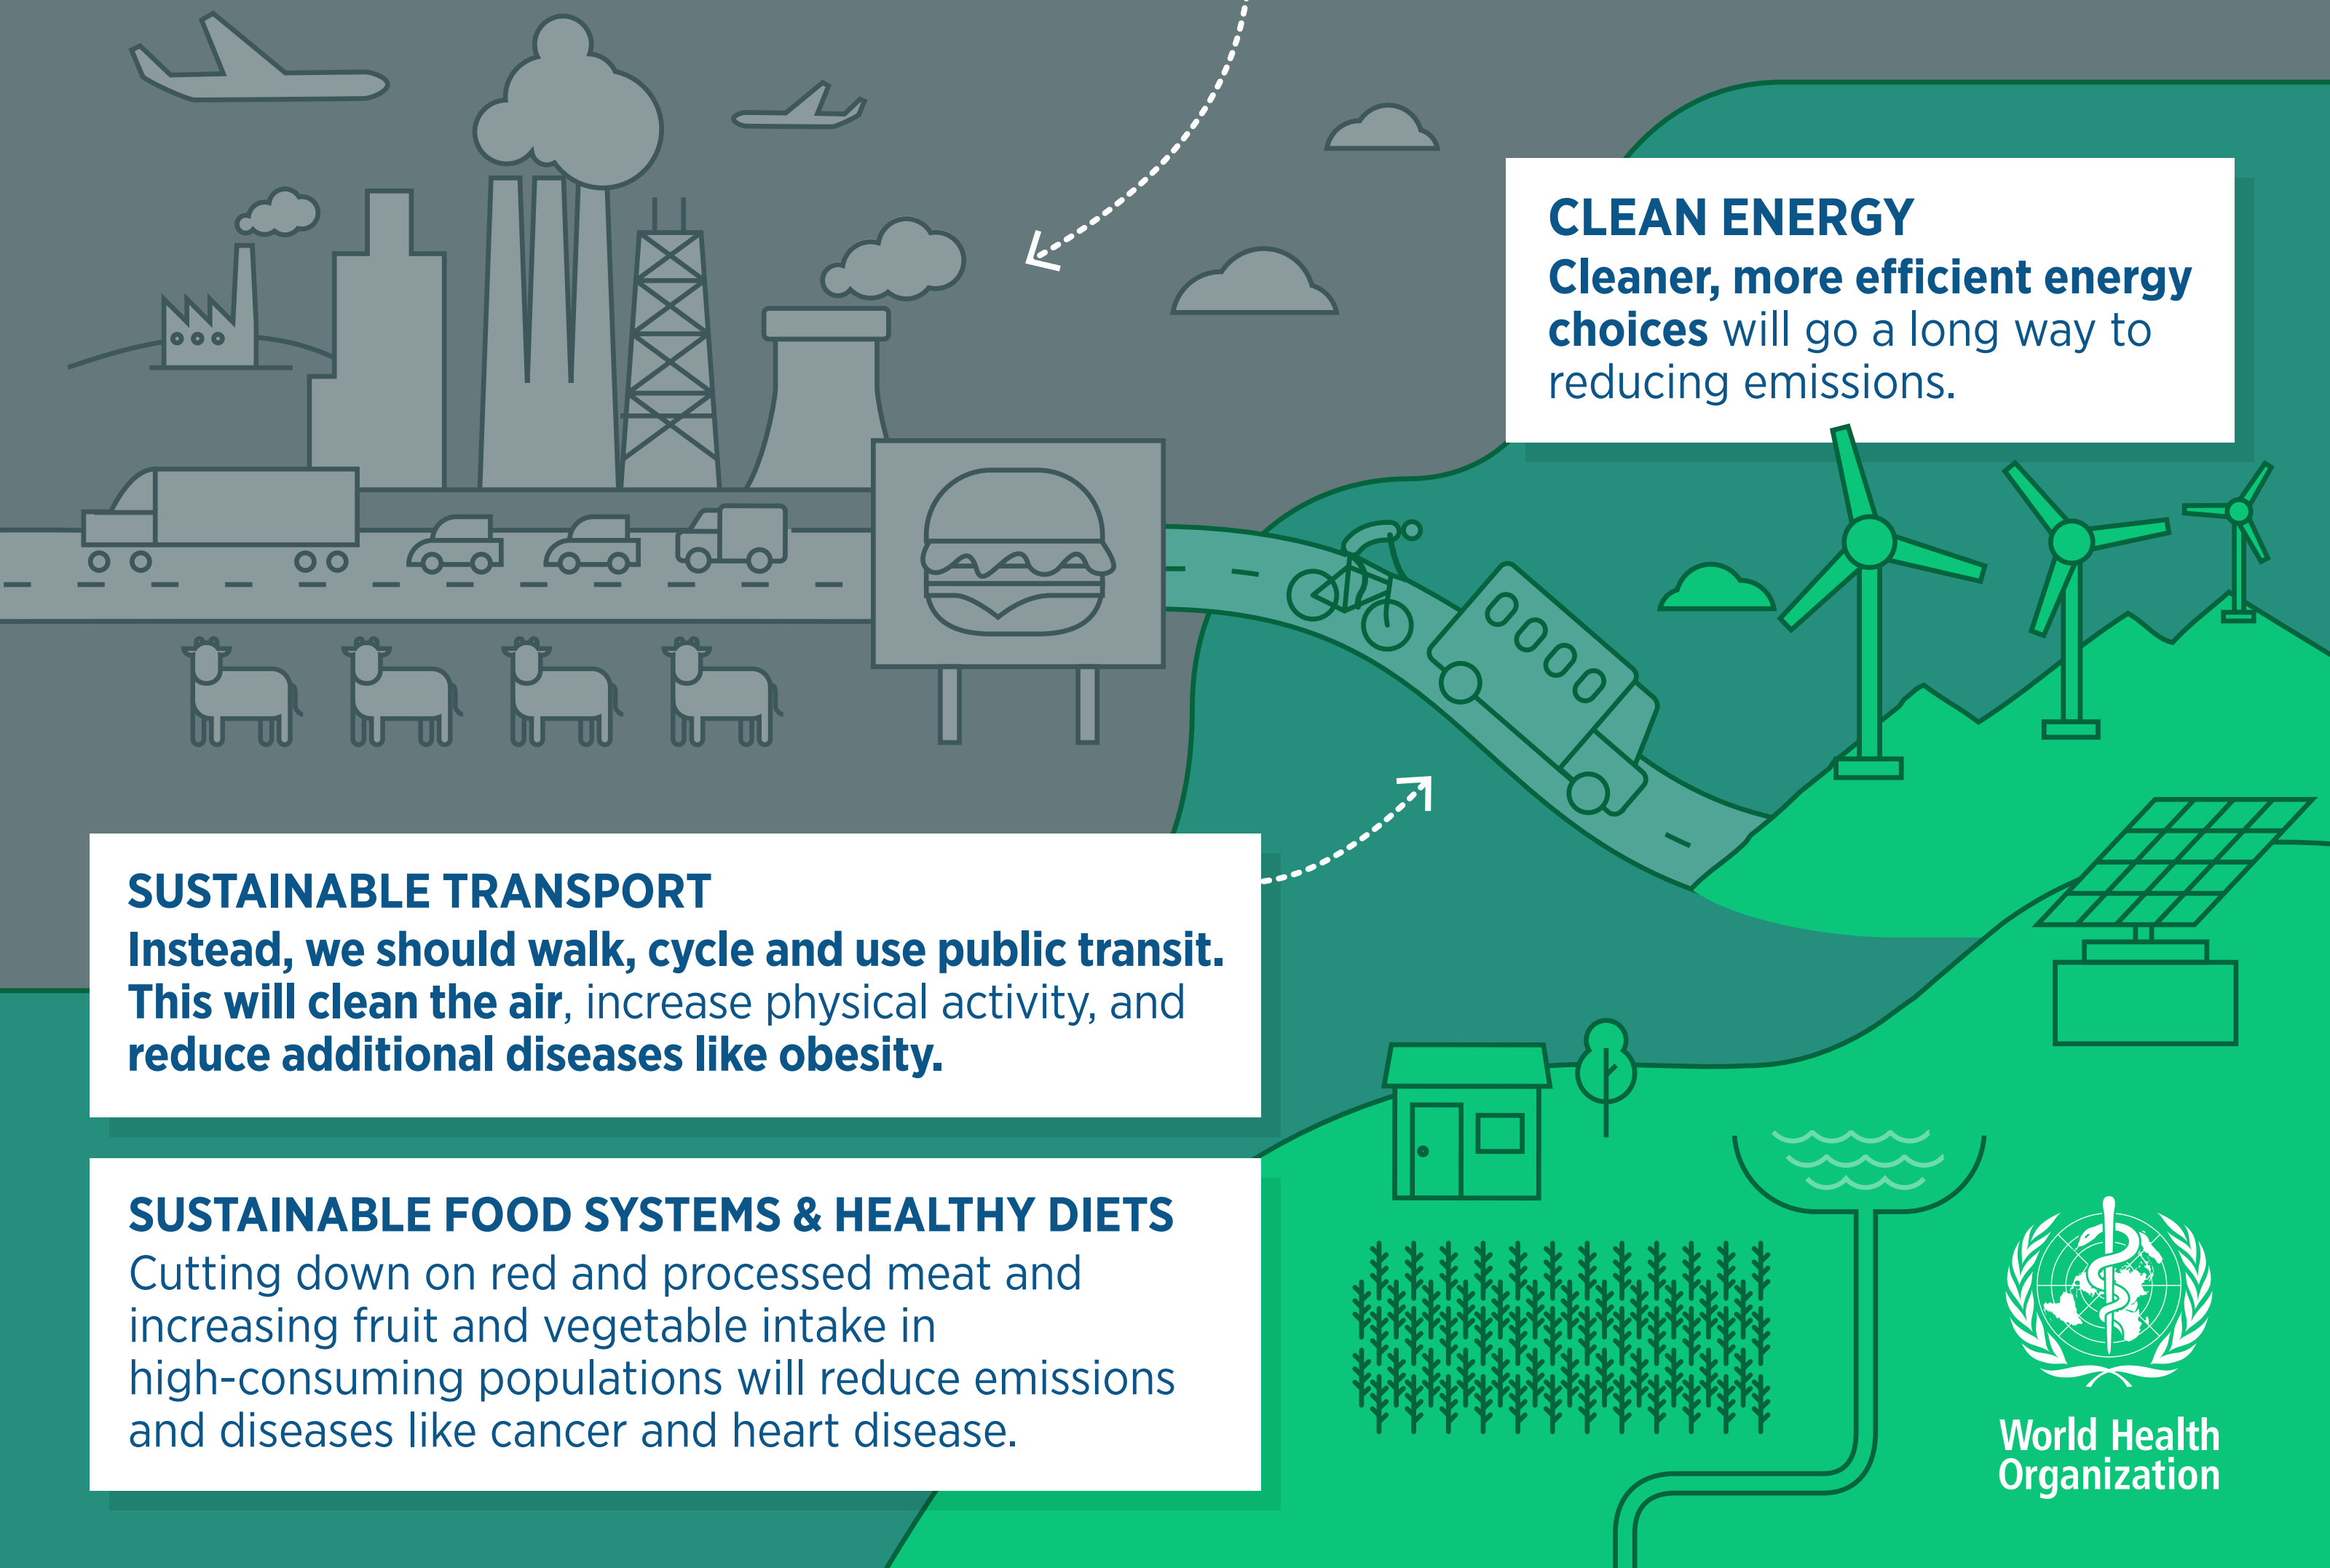 CLEAN ENERGY
Cleaner, more efficient energy
choices will go a long way to
reducing emissions.
SUSTAINABLE TRANSPORT
Instead, we should walk, cycle and use public transit.
This will clean the air, increase physical activity, and
reduce additional diseases like obesity.
SUSTAINABLE FOOD SYSTEMS & HEALTHY DIETS
Cutting down on red and processed meat and
increasing fruit and vegetable intake in
high-consuming populations will reduce emissions
and diseases like cancer and heart disease.
World Health
Organization